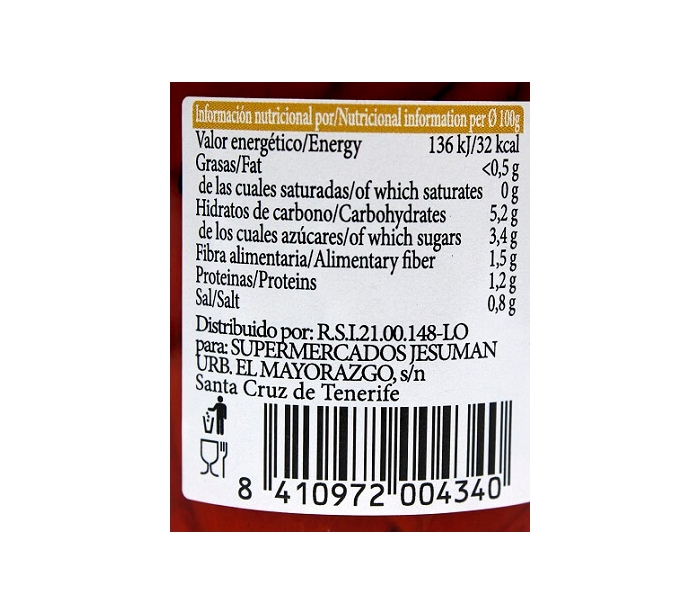 Información nutricional por/Nutricional information per Ø 100g
Valor energético/Energy 136 kJ/32 kcal
Grasas/Fat <0,5 g
de las cuales saturadas/of which saturates 0 g
Hidratos de carbono/Carbohydrates 5,2 g
de los cuales azúcares/of which sugars 3,4 g
Fibra alimentaria/Alimentary fiber 1,5 g
Proteinas/Proteins 1,2 g
Sal/Salt 0,8 g
Distribuido por: R.S.I.21.00.148-LO
para: SUPERMERCADOS JESUMAN
URB. EL MAYORAZGO, s/n
Santa Cruz de Tenerife
8 410972 004340